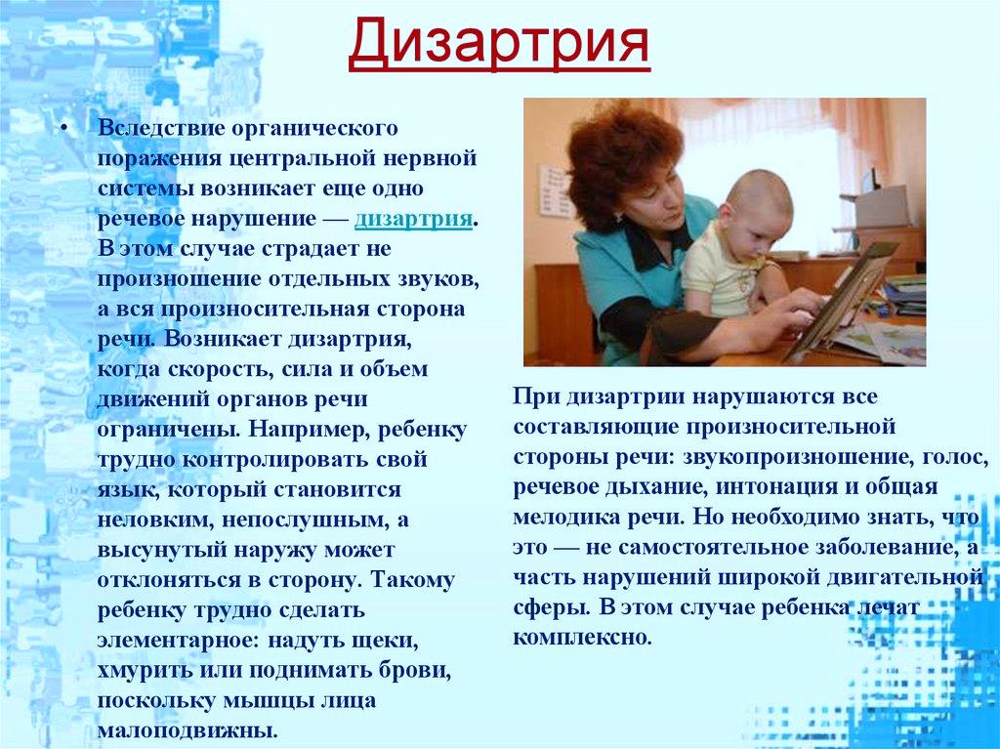 Дизартрия
• Вследствие органического
поражения центральной нервной
системы возникает еще одно
речевое нарушение — дизартрия.
В этом случае страдает не
произношение отдельных звуков,
а вся произносительная сторона
речи. Возникает дизартрия,
когда скорость, сила и объем
движений органов речи
ограничены. Например, ребенку
трудно контролировать свой
язык, который становится
неловким, непослушным, а
высунутый наружу может
отклоняться в сторону. Такому
ребенку трудно сделать
элементарное: надуть щеки,
хмурить или поднимать брови,
поскольку мышцы лица
малоподвижны.
При дизартрии нарушаются все
составляющие произносительной
стороны речи: звукопроизношение, голос,
речевое дыхание, интонация и общая
мелодика речи. Но необходимо знать, что
это — не самостоятельное заболевание, а
часть нарушений широкой двигательной
сферы. В этом случае ребенка лечат
комплексно.